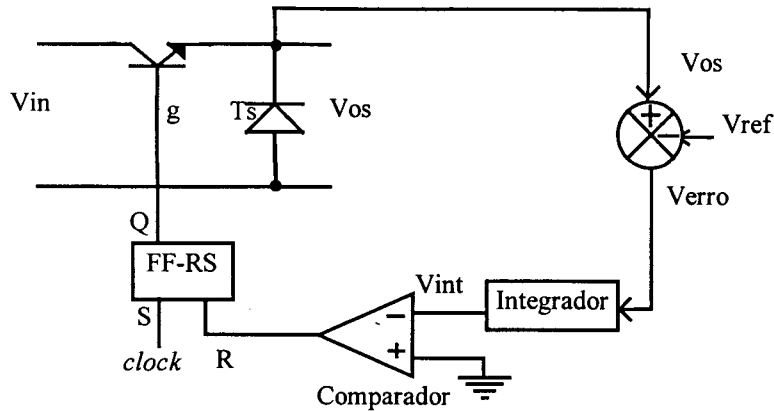 Vin
g
Ts
Vos
Vos
+
−
Vref
Verro
Q
FF-RS
S
clock
R
Vint
Integrador
−
+
Comparador